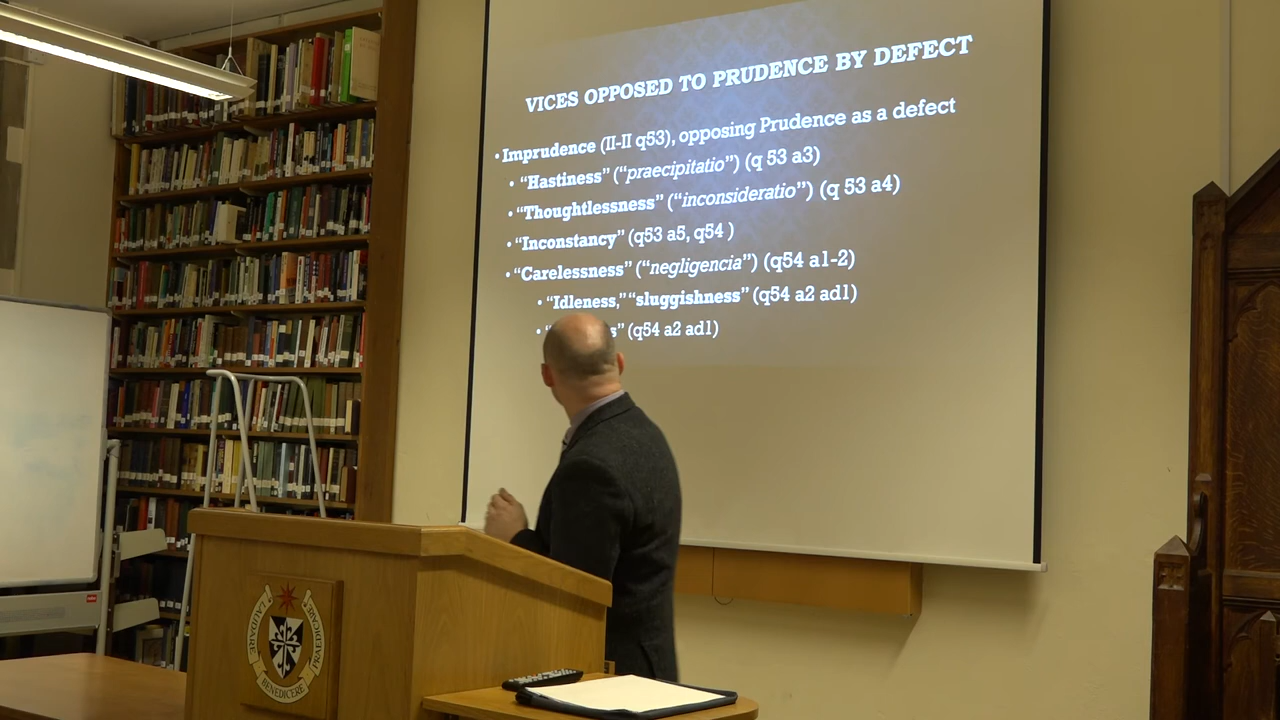 VICES OPPOSED TO PRUDENCE BY DEFECT
• Imprudence (II-II q53), opposing Prudence as a defect
• “Hastiness” (“praecipitatio”) (q 53 a3)
• “Thoughtlessness” (“inconsideratio”) (q 53 a4)
• “Inconstancy” (q53 a5, q54 )
• “Carelessness” (“negligencia”) (q54 a1-2)
• “Idleness,” “sluggishness” (q54 a2 ad1)
• (q54 a2 ad1)
LAUDARE
BENEDICERE
PRAEDICARE